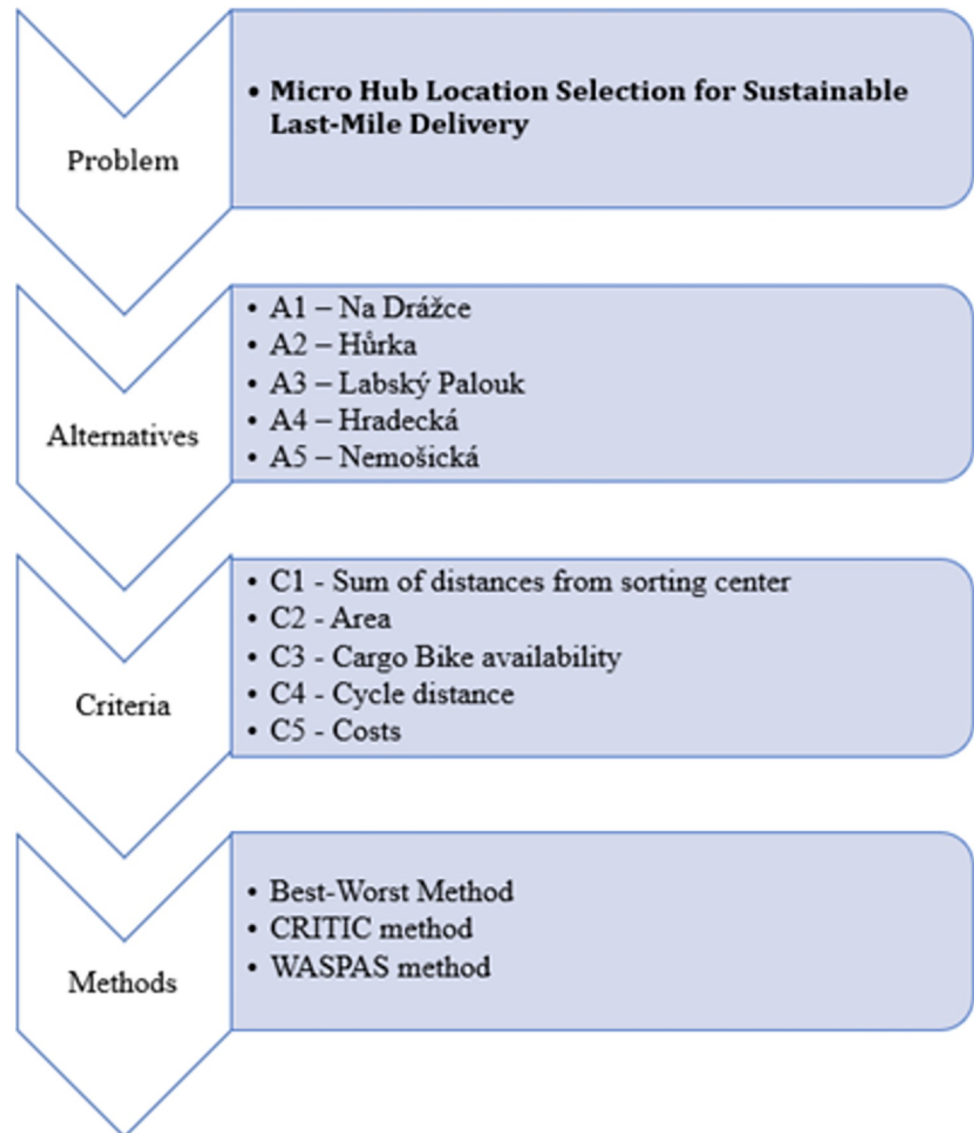 Problem
• Micro Hub Location Selection for Sustainable
Last-Mile Delivery
Alternatives
• A1 – Na Drážce
• A2 – Hůrka
• A3 – Labský Palouk
• A4 – Hradecká
• A5 – Nemošická
Criteria
• C1 - Sum of distances from sorting center
• C2 - Area
• C3 - Cargo Bike availability
• C4 - Cycle distance
• C5 - Costs
Methods
• Best-Worst Method
• CRITIC method
• WASPAS method